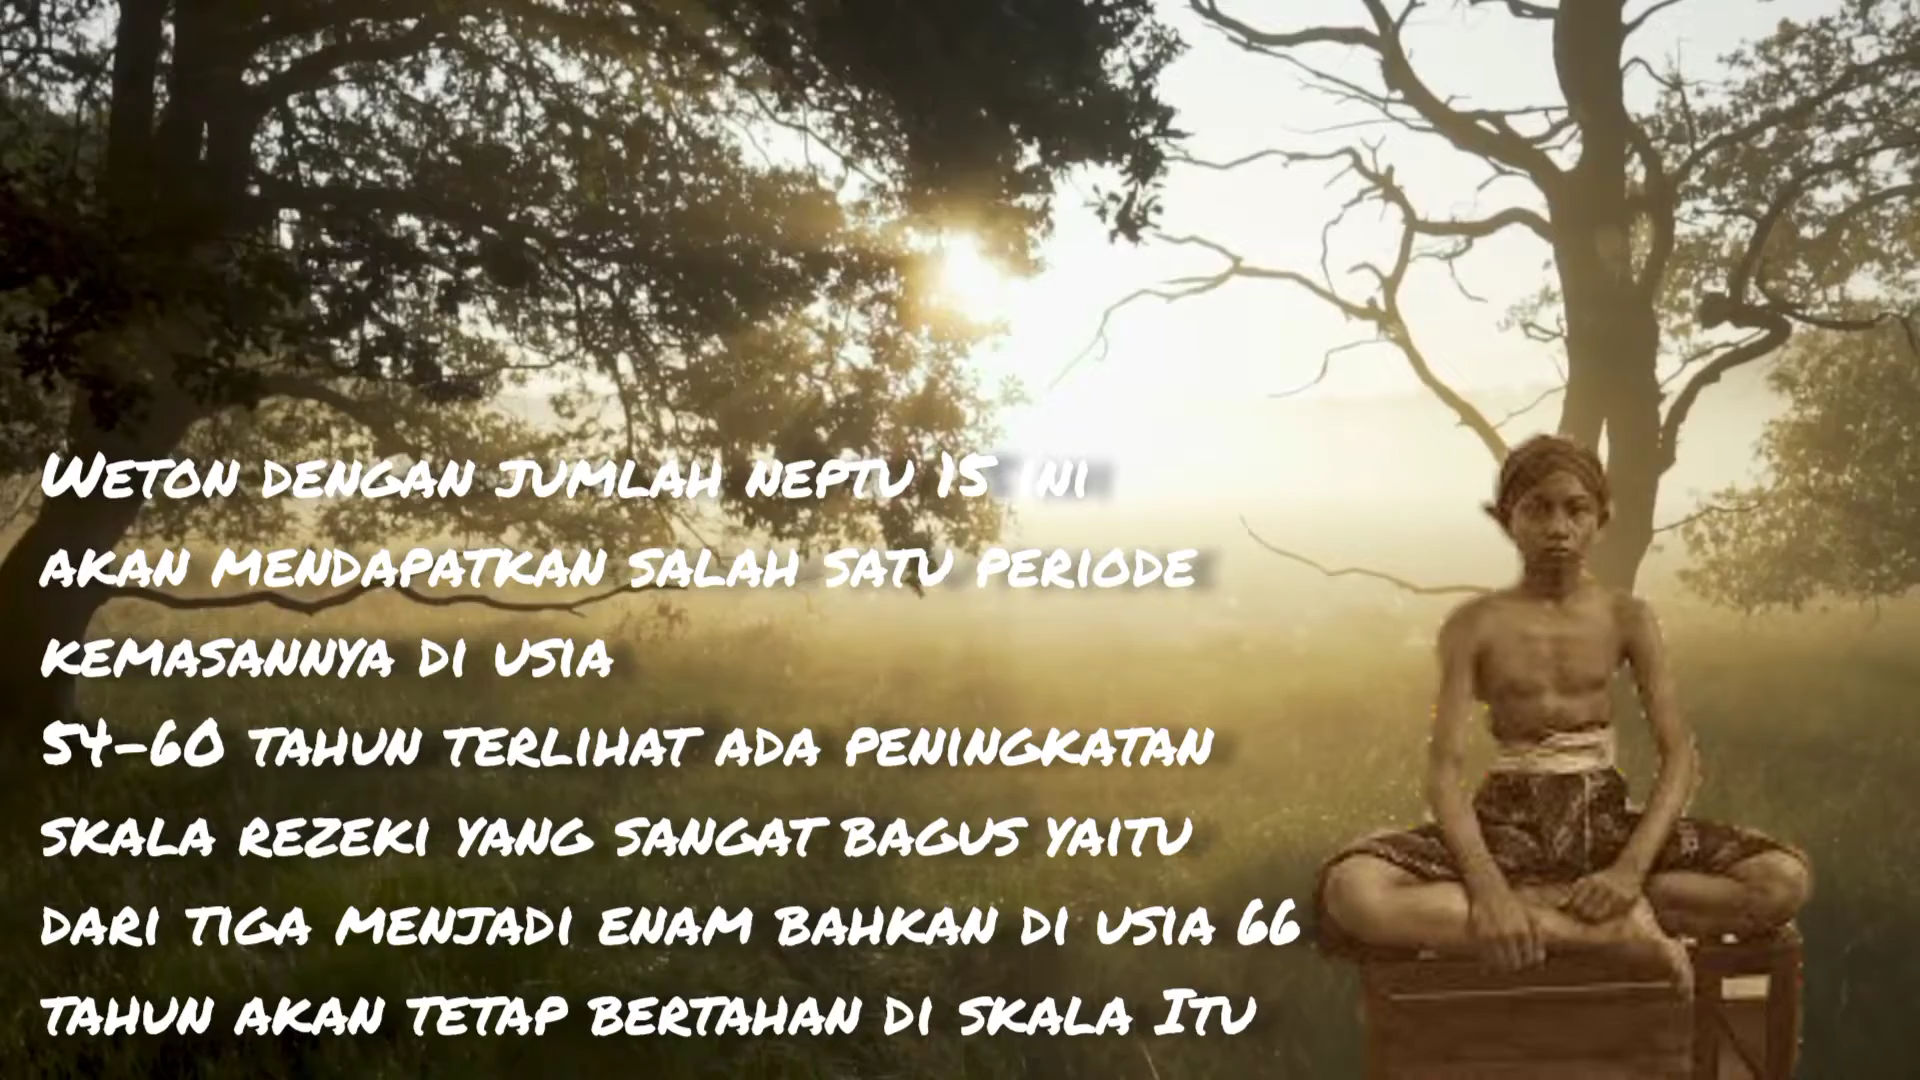 Weton dengan jumlah neptu 15 ini
akan mendapatkan salah satu periode
kemasannya di usia
54-60 tahun terlihat ada peningkatan
skala rezeki yang sangat bagus yaitu
dari tiga menjadi enam bahkan di usia 66
tahun akan tetap bertahan di skala Itu